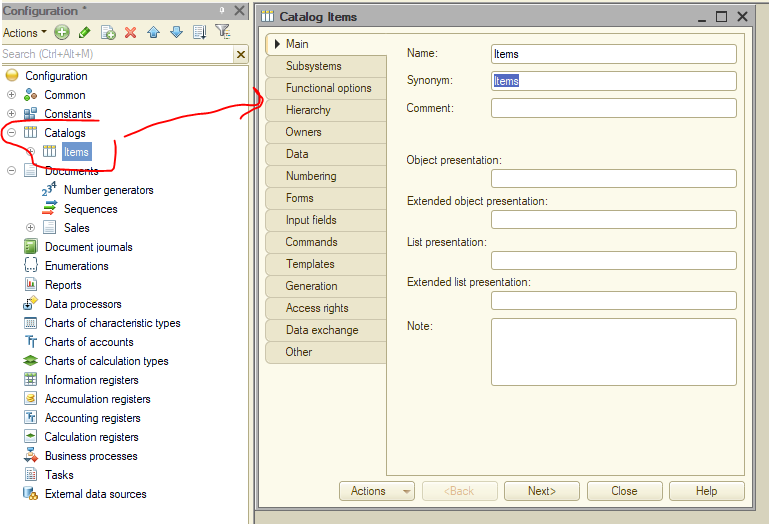 Configuration *
Actions
Search (Ctrl+Alt+M)
Configuration
Common
Constants
Catalogs
Items
Documents
Number generators
Sequences
Sales
Document journals
Enumerations
Reports
Data processors
Charts of characteristic types
Charts of accounts
Charts of calculation types
Information registers
Accumulation registers
Accounting registers
Calculation registers
Business processes
Tasks
External data sources
Catalog Items
Main
Subsystems
Functional options
Hierarchy
Owners
Data
Numbering
Forms
Input fields
Commands
Templates
Generation
Access rights
Data exchange
Other
Name: Items
Synonym: Items
Comment:
Object presentation:
Extended object presentation:
List presentation:
Extended list presentation:
Note:
Actions <Back Next> Close Help